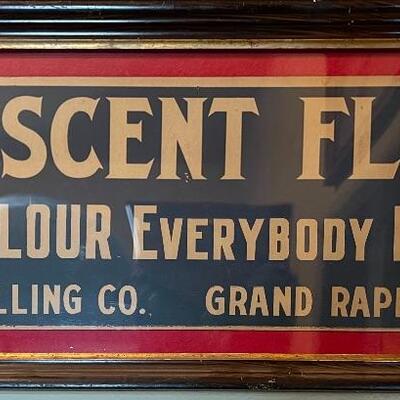 SCENT FL
LOUR EVERYBODY
LLING CO. GRAND RAP